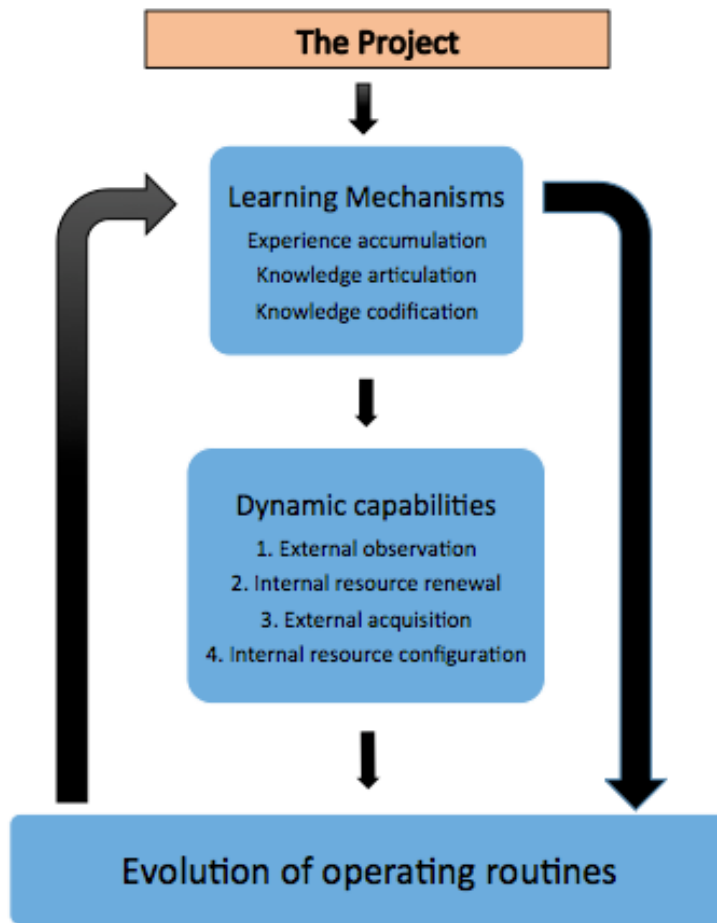 The Project
Learning Mechanisms
Experience accumulation
Knowledge articulation
Knowledge codification
Dynamic capabilities
1. External observation
2. Internal resource renewal
3. External acquisition
4. Internal resource configuration
Evolution of operating routines